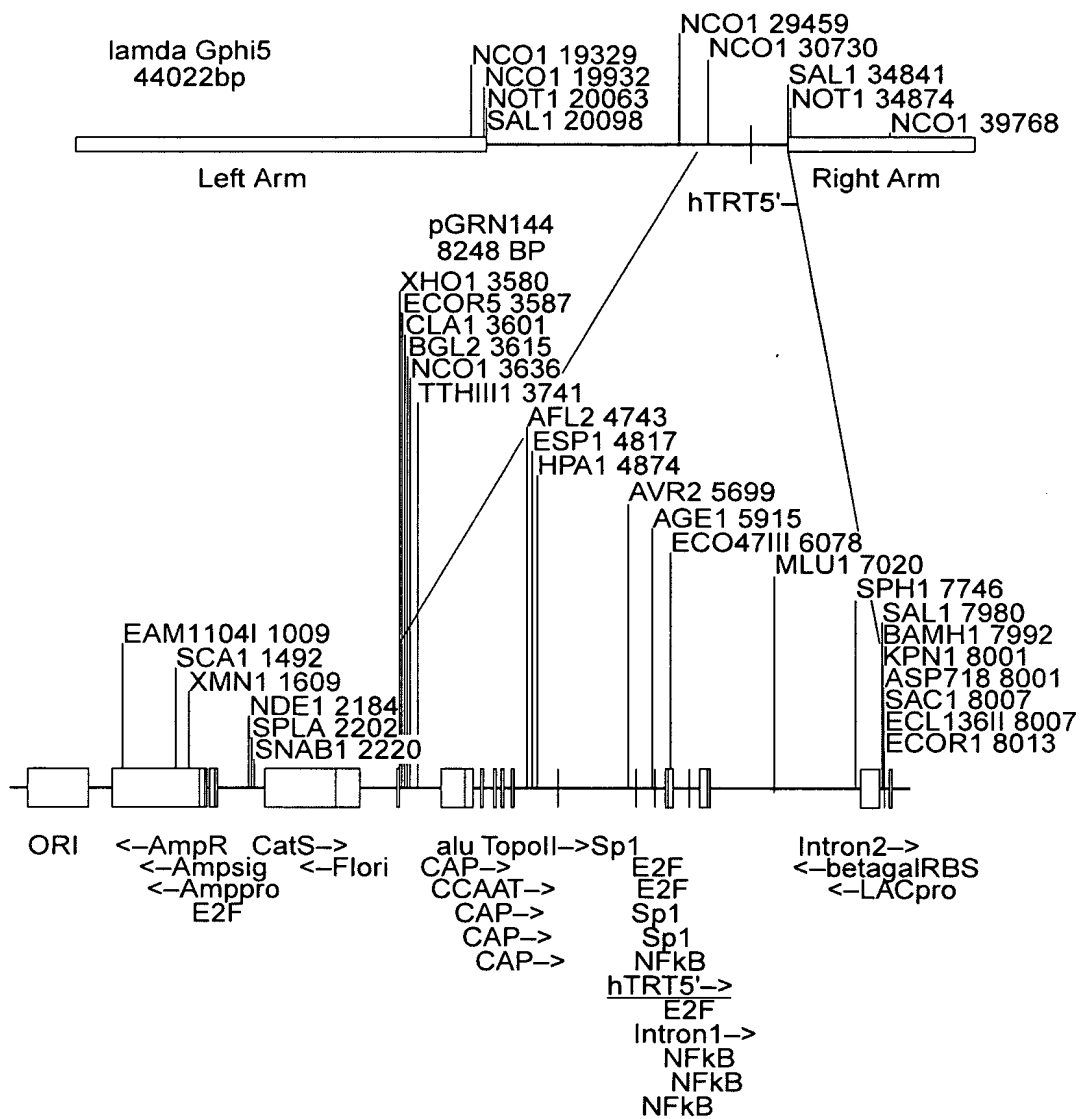 lamda Gphi5
44022bp
NCO1 19329
NCO1 19932
NOT1 20063
SAL1 20098
NCO1 29459
NCO1 30730
SAL1 34841
NOT1 34874
NCO1 39768
Left Arm
Right Arm
hTRT5'–
pGRN144
8248 BP
XHO1 3580
ECOR5 3587
CLA1 3601
BGL2 3615
NCO1 3636
TTHIII1 3741
AFL2 4743
ESP1 4817
HPA1 4874
AVR2 5699
AGE1 5915
ECO47III 6078
MLU1 7020
SPH1 7746
SAL1 7980
BAMH1 7992
KPN1 8001
ASP718 8001
SAC1 8007
ECL136II 8007
ECOR1 8013
EAM1104I 1009
SCA1 1492
XMN1 1609
NDE1 2184
SPLA 2202
SNAB1 2220
ORI <–AmpR CatS–> alu TopoII–>Sp1 Intron2–>
<–Ampsig <–Flori CAP–> E2F <–betagalRBS
<–Amppro CCAAT–> E2F <–LACpro
E2F CAP–> Sp1
CAP–> Sp1
CAP–> NFkB
hTRT5'–>
E2F
Intron1–>
NFkB
NFkB
NFkB